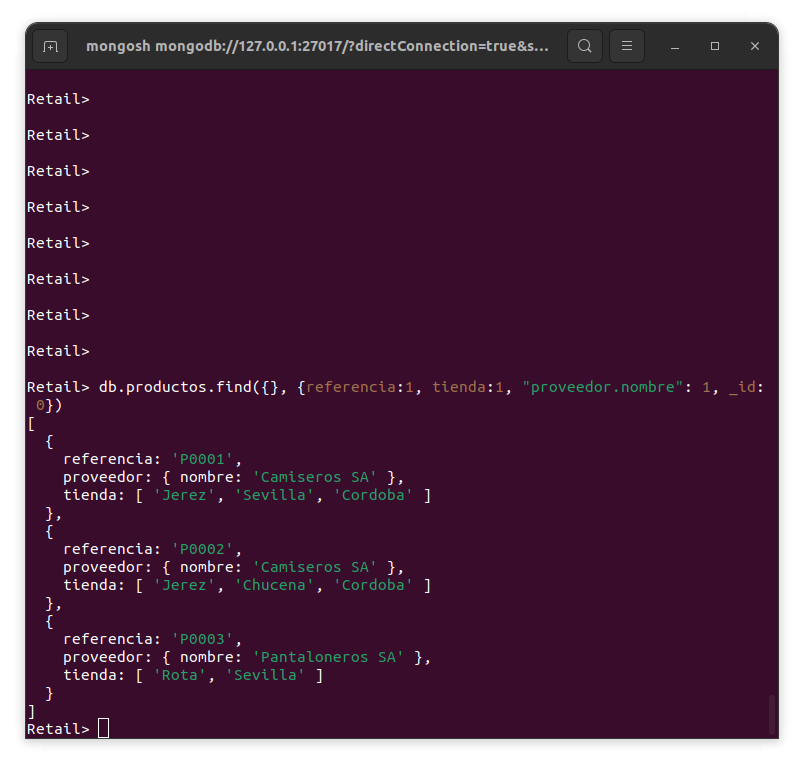 mongosh mongodb://127.0.0.1:27017/?directConnection=true&s...
Retail>
Retail>
Retail>
Retail>
Retail>
Retail>
Retail>
Retail>
Retail> db.productos.find({}, {referencia:1, tienda:1, "proveedor.nombre": 1, _id:
 0})
[
  {
    referencia: 'P0001',
    proveedor: { nombre: 'Camiseros SA' },
    tienda: [ 'Jerez', 'Sevilla', 'Cordoba' ]
  },
  {
    referencia: 'P0002',
    proveedor: { nombre: 'Camiseros SA' },
    tienda: [ 'Jerez', 'Chucena', 'Cordoba' ]
  },
  {
    referencia: 'P0003',
    proveedor: { nombre: 'Pantaloneros SA' },
    tienda: [ 'Rota', 'Sevilla' ]
  }
]
Retail>